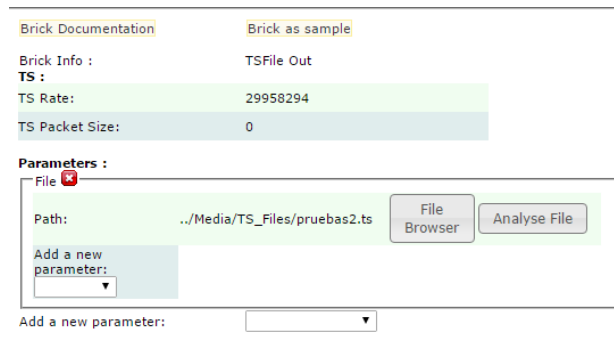 Brick Documentation Brick as sample
Brick Info : TSFile Out
TS :
TS Rate: 29958294
TS Packet Size: 0
Parameters :
File
Path: ../Media/TS_Files/pruebas2.ts File Browser Analyse File
Add a new
parameter:
Add a new parameter: